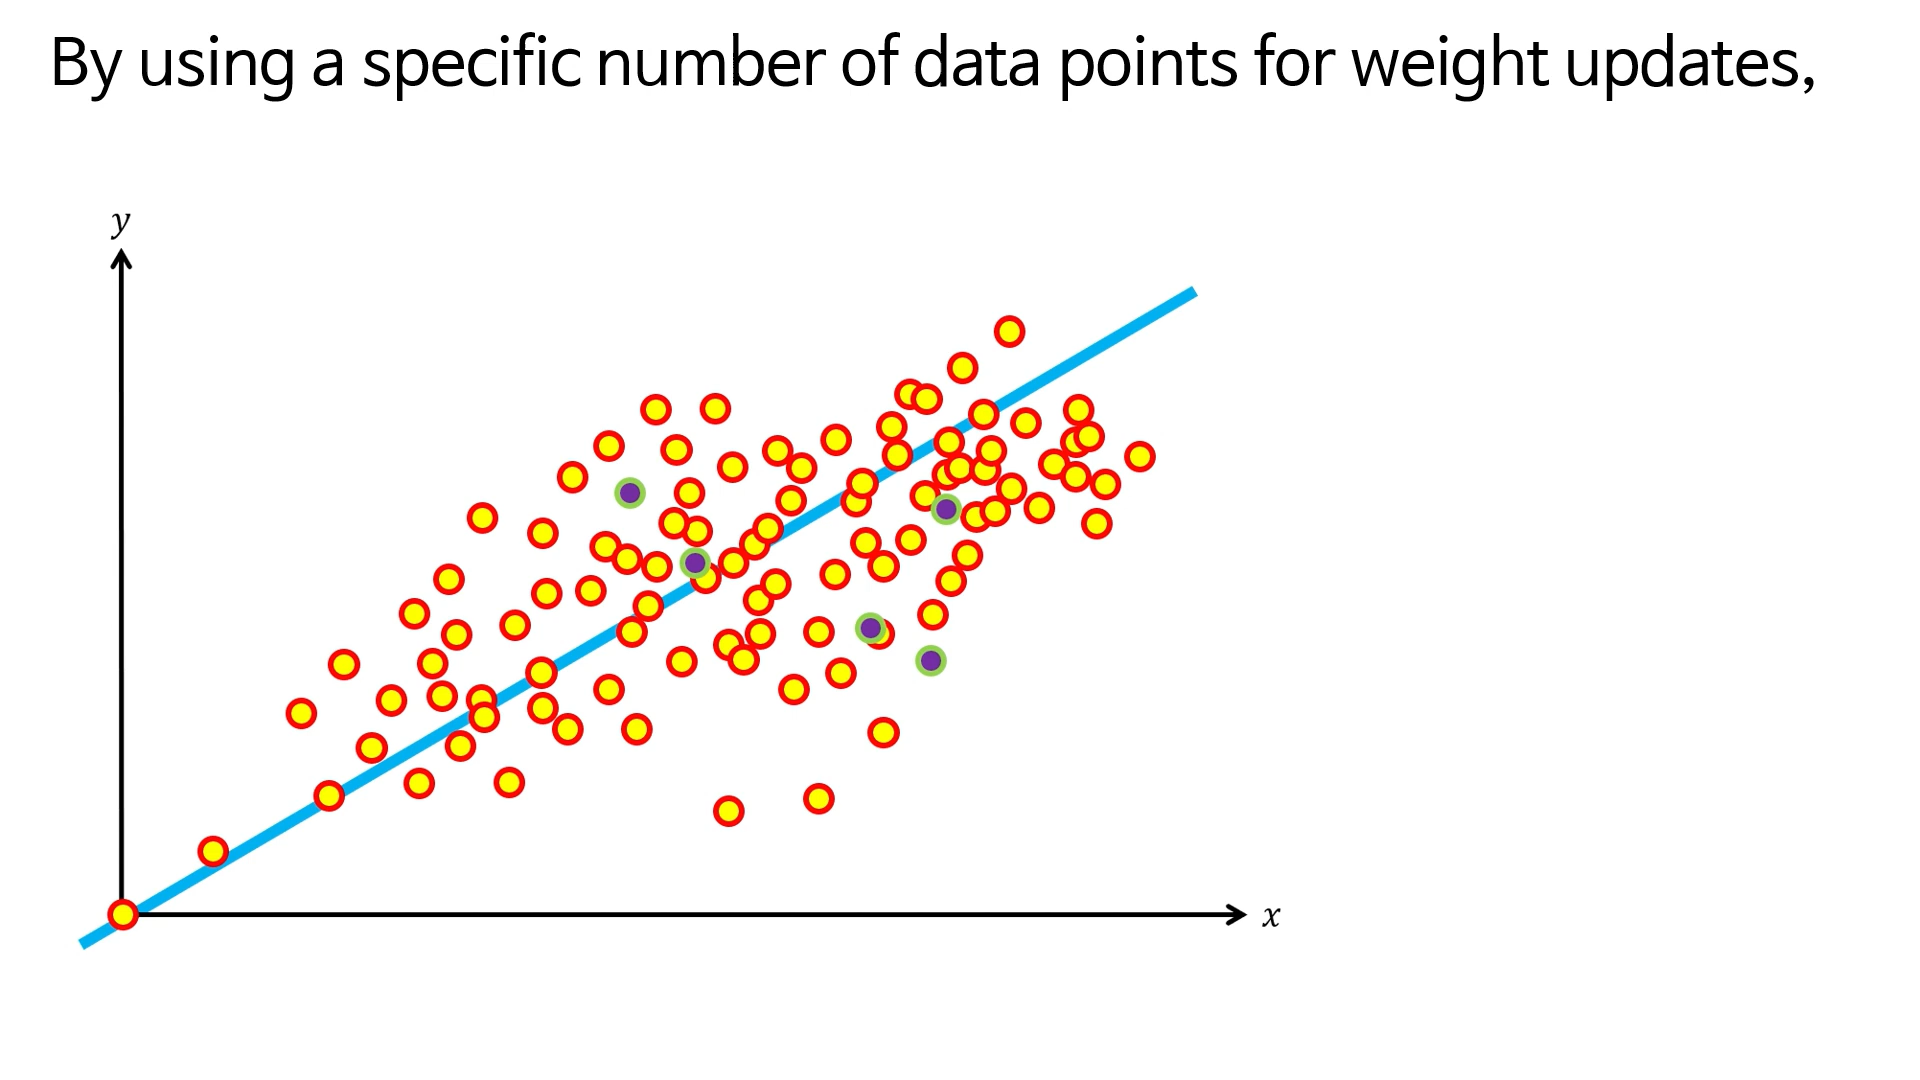 By using a specific number of data points for weight updates,
y
x